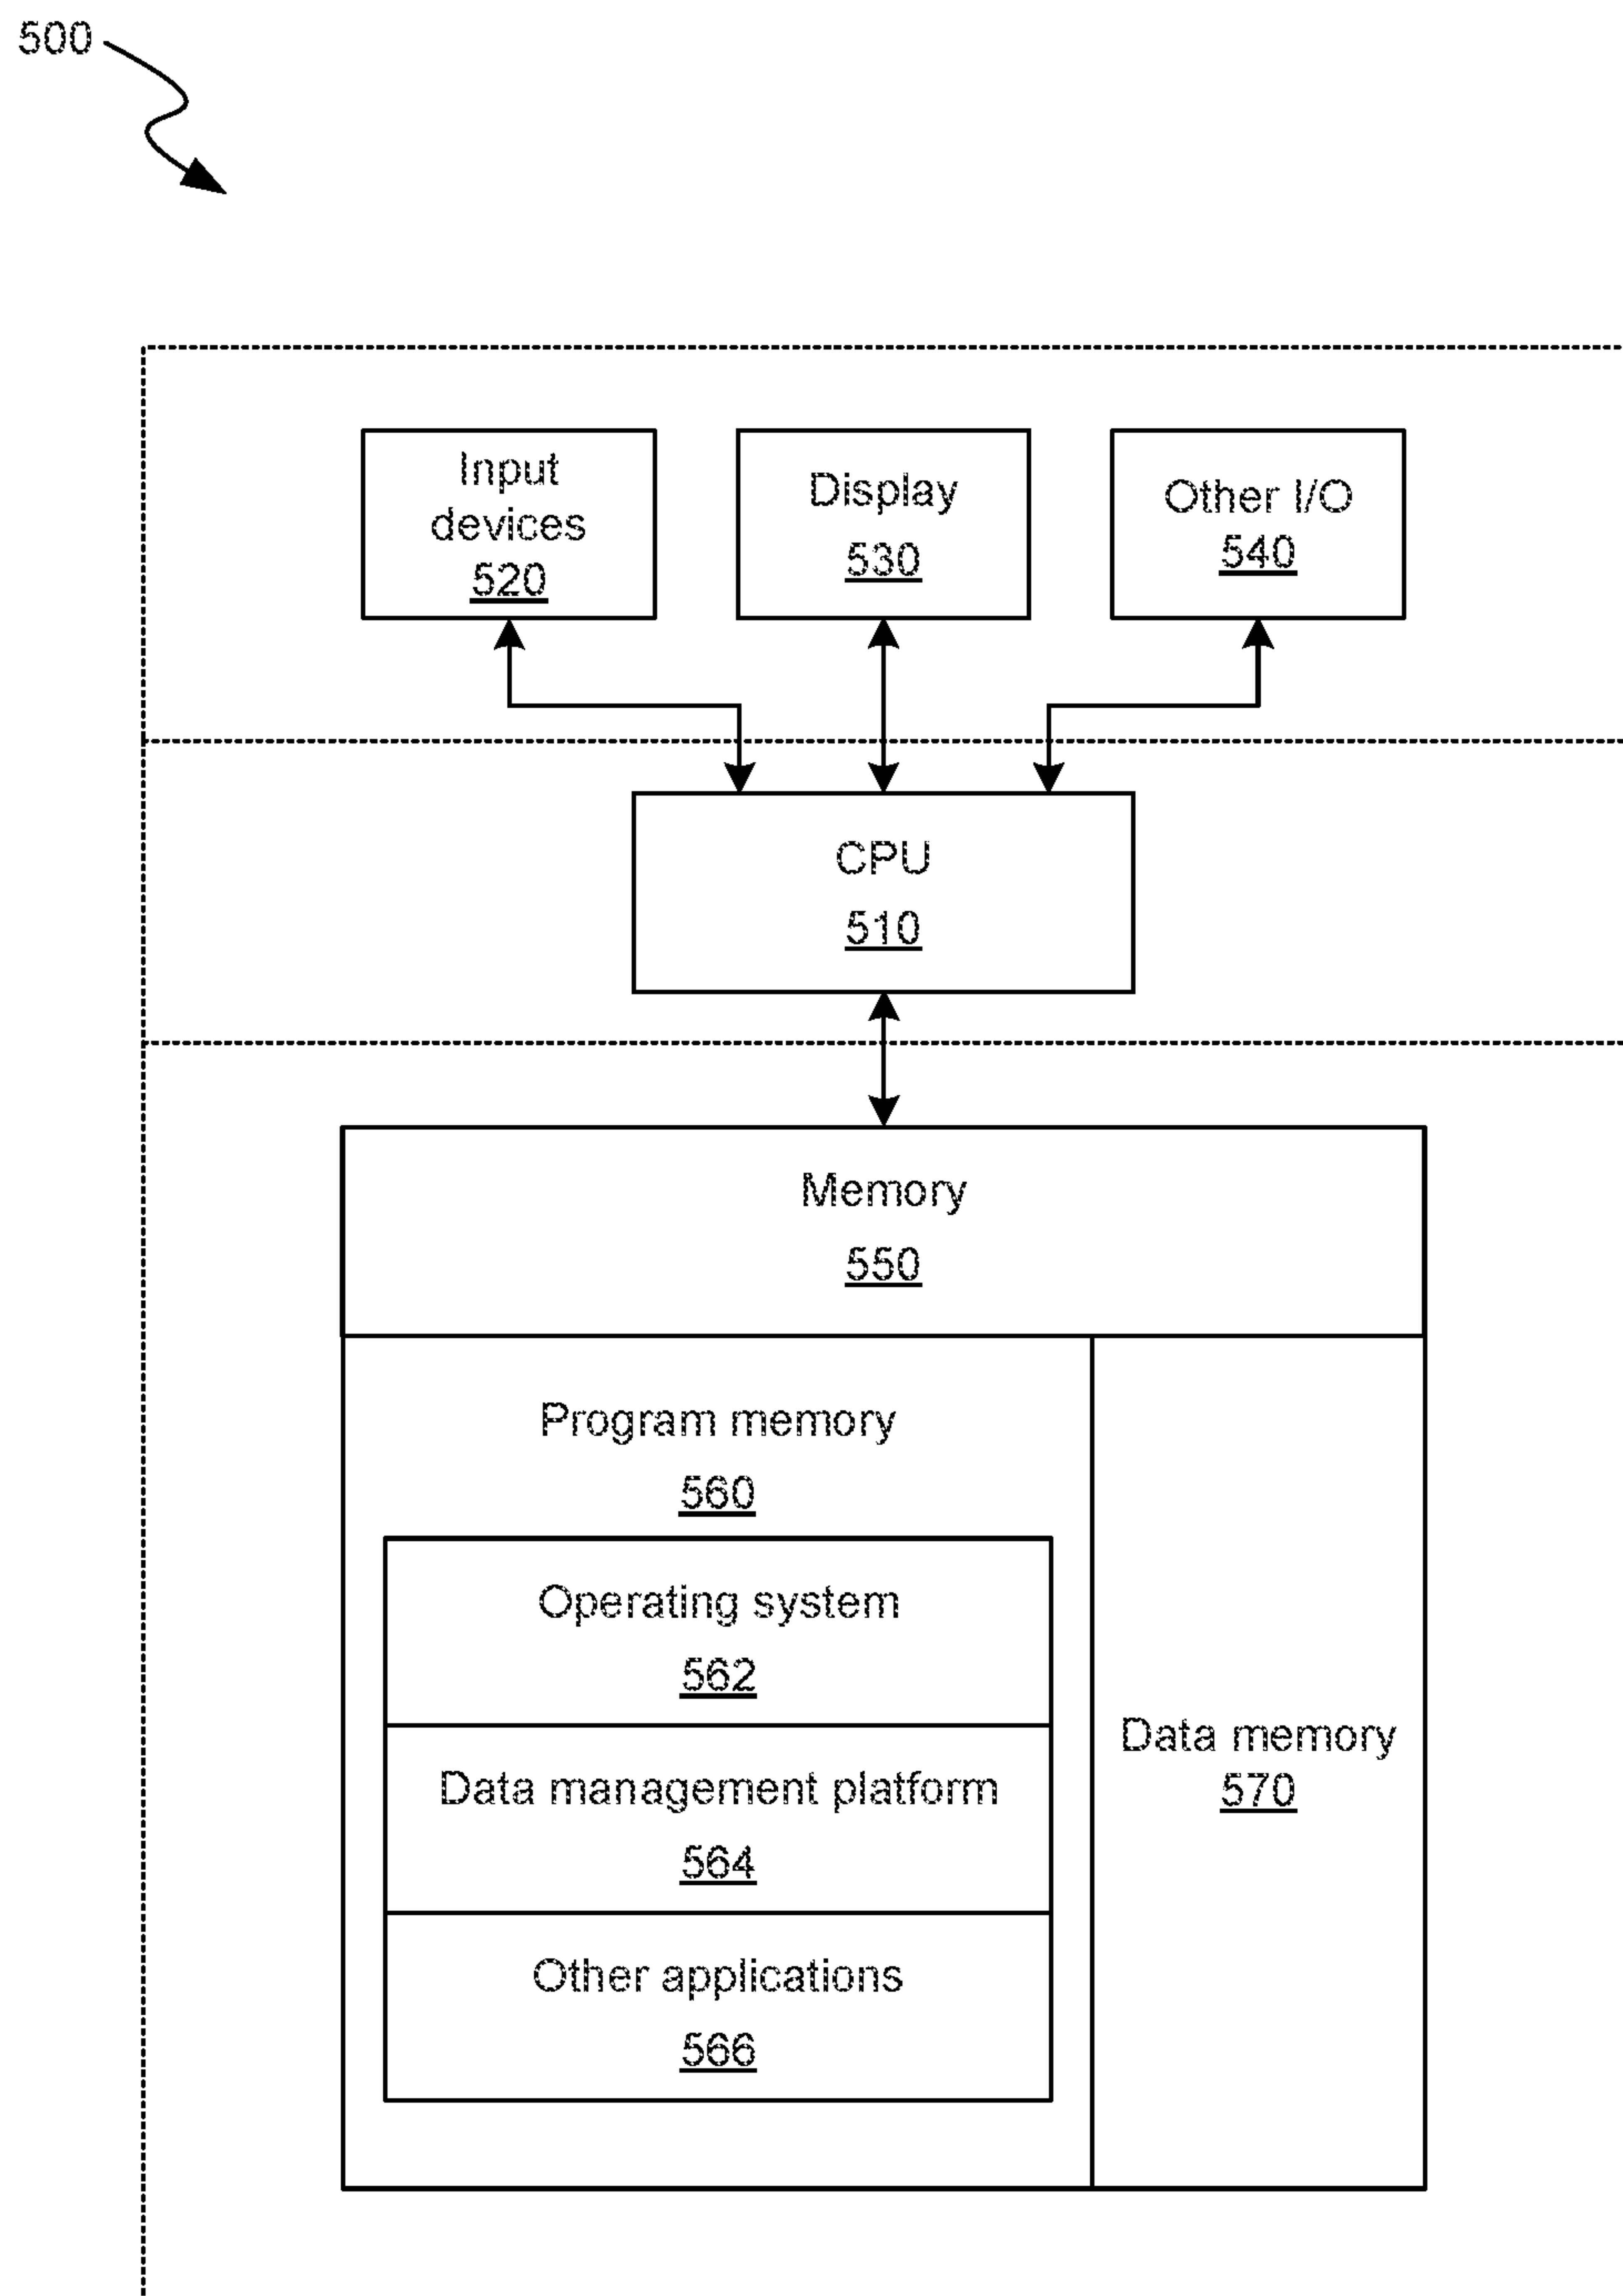 500
Input
devices
520
Display
530
Other I/O
540
CPU
510
Memory
550
Program memory
560
Operating system
562
Data management platform
564
Other applications
566
Data memory
570